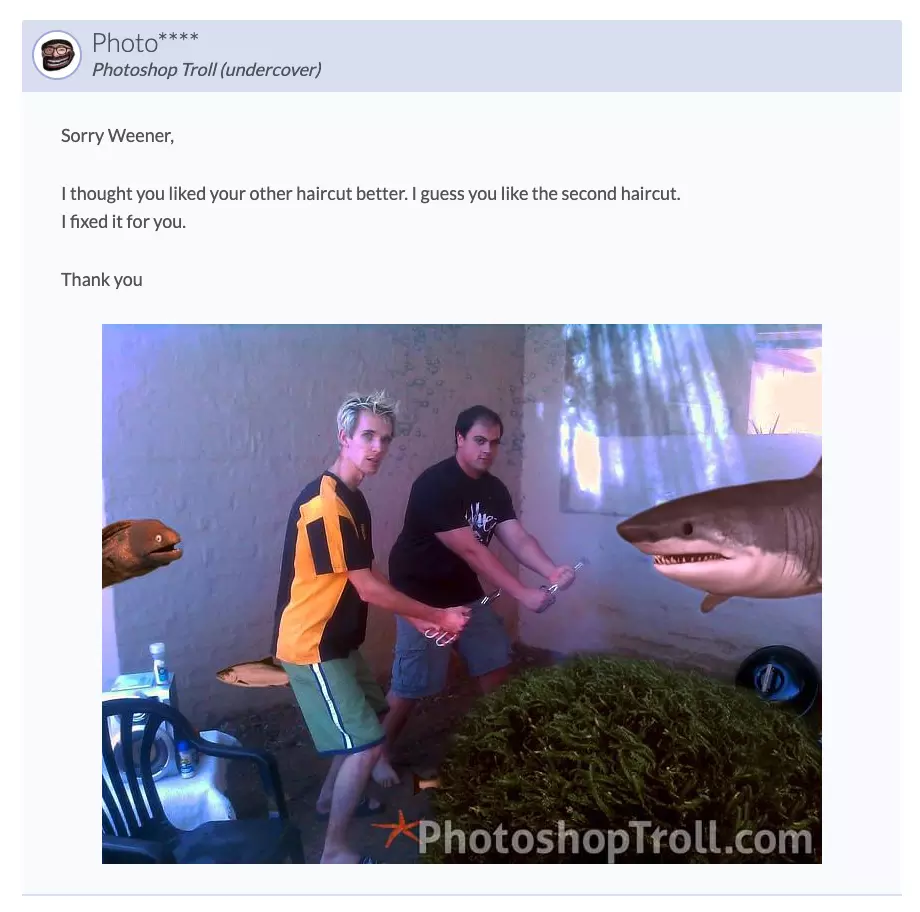 Photo****
Photoshop Troll (undercover)
Sorry Weener,
I thought you liked your other haircut better. I guess you like the second haircut.
I fixed it for you.
Thank you
PhotoshopTroll.com